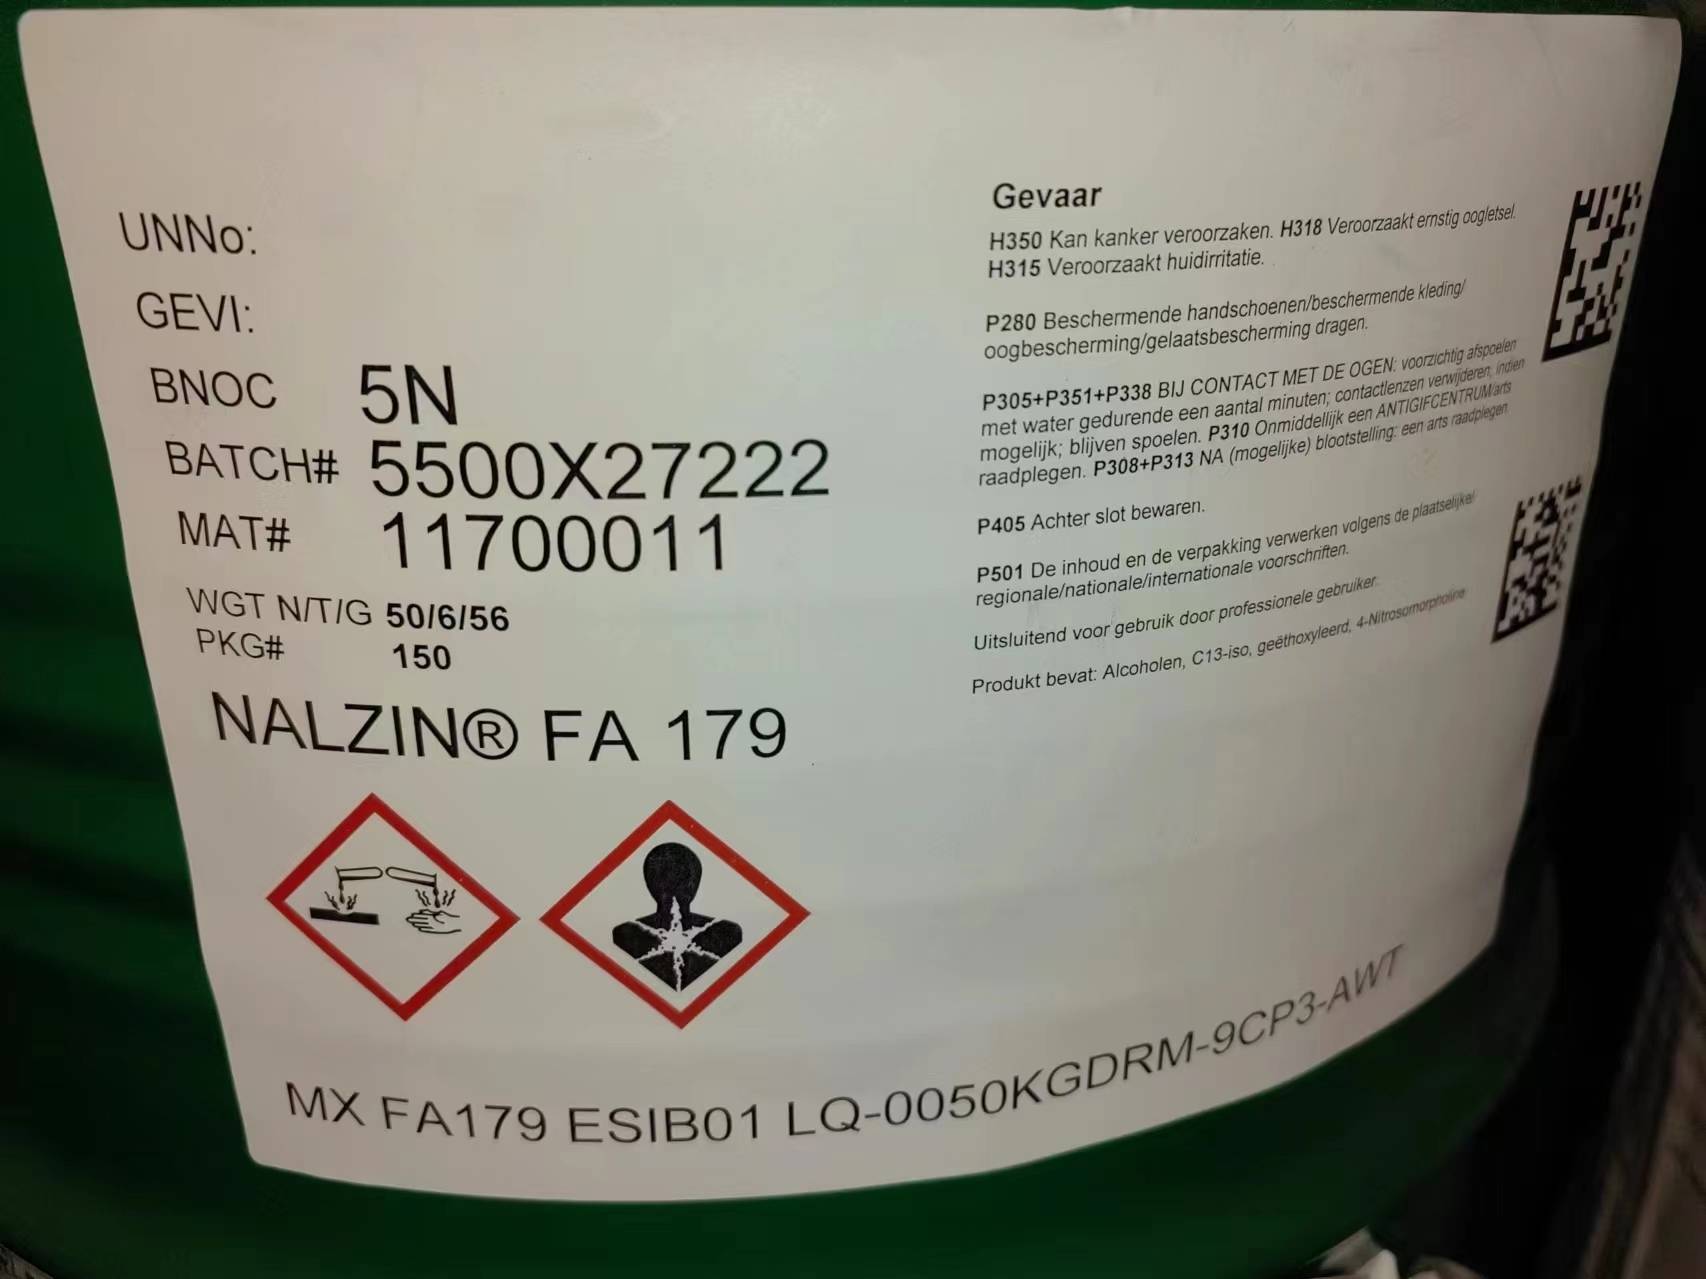 UNNo:
GEVI:
BNOC 5N
BATCH# 5500X27222
MAT# 11700011
WGT N/T/G 50/6/56
PKG# 150
NALZIN® FA 179
Gevaar
H350 Kan kanker veroorzaken. H318 Veroorzaakt ernstig oogletsel.
H315 Veroorzaakt huidirritatie.
P280 Beschermende handschoenen/beschermende kleding/
oogbescherming/gelaatsbescherming dragen.
P305+P351+P338 BIJ CONTACT MET DE OGEN: voorzichtig afspoelen
met water gedurende een aantal minuten; contactlenzen verwijderen, indien
mogelijk; blijven spoelen. P310 Onmiddellijk een ANTIGIFCENTRUM/arts
raadplegen. P308+P313 NA (mogelijke) blootstelling: een arts raadplegen.
P405 Achter slot bewaren.
P501 De inhoud en de verpakking verwerken volgens de plaatselijke/
regionale/nationale/internationale voorschriften.
Uitsluitend voor gebruik door professionele gebruiker.
Produkt bevat: Alcoholen, C13-iso, geëthoxyleerd, 4-Nitrosomorpholine
MX FA179 ESIB01 LQ-0050KGDRM-9CP3-AWT